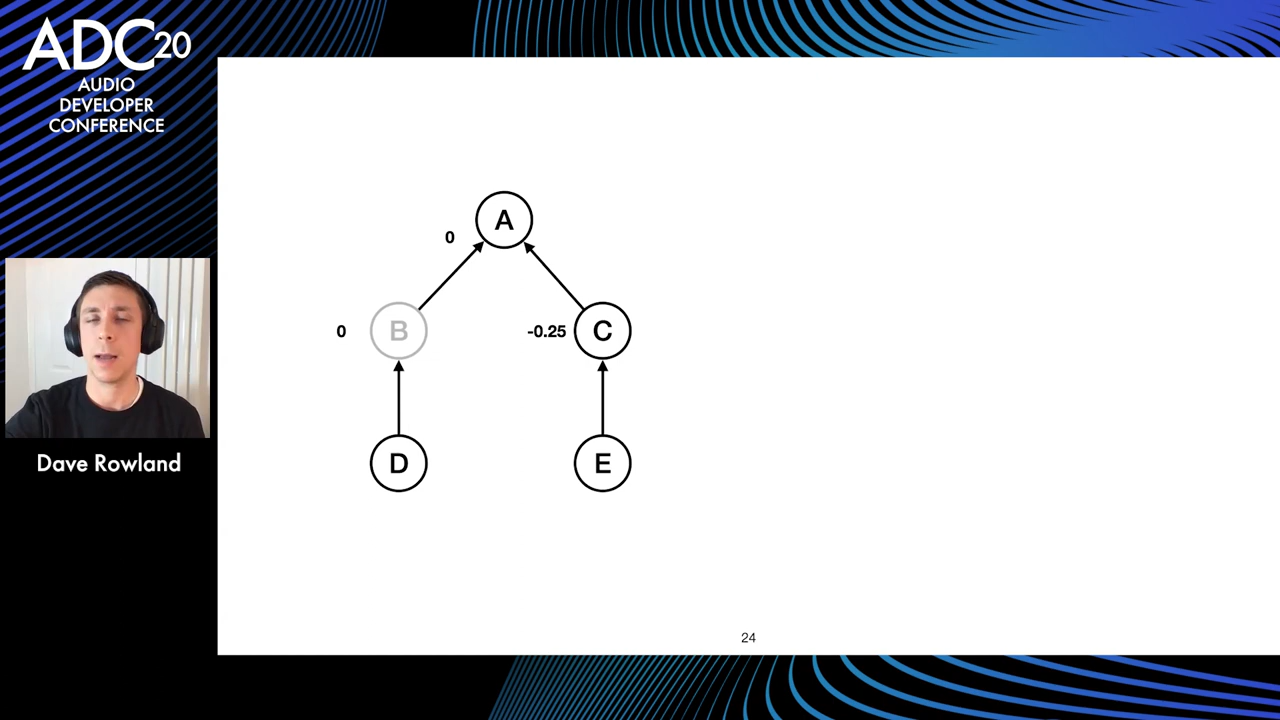 ADC20
AUDIO
DEVELOPER
CONFERENCE
Dave Rowland
A
0
0
B
-0.25
C
D
E
24